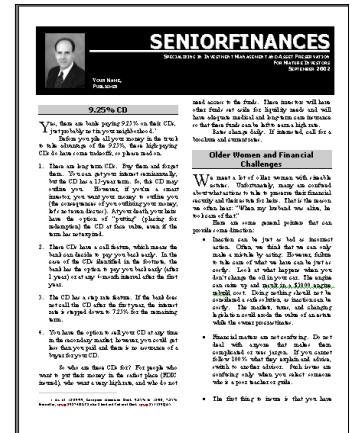 SENIORFINANCES
SPECIALIZING IN INVESTMENT MANAGEMENT AND ASSET PRESERVATION
FOR MATURE INVESTORS
SEPTEMBER 2002
YOUR NAME,
PUBLISHER
9.25% CD
Yes, there are banks paying 9.25% on their CDs,
just probably not in your neighborhood.¹
Before you pile all your money in the trunk
to take advantage of the 9.25%, these high-paying
CDs do have some tradeoffs, so please read on.
1. These are long term CDs. Buy them and forget
them. You can get your interest semiannually,
but the CD has a 15-year term. So, this CD may
outlive you. However, if you're a smart
investor, you want your money to outlive you
(the consequences of you outliving your money,
let's not even discuss). At your death, your heirs
have the option of "putting" (placing for
redemption) the CD at face value, even if the
term has not expired.
2. These CDs have a call feature, which means the
bank can decide to pay you back early. In the
case of the CDs identified in the footnote, the
bank has the option to pay you back early (after
1 year) or at any 6-month interval after the first
year.
3. The CD has a step rate feature. If the bank does
not call the CD after the first year, the interest
rate is stepped down to 7.25% for the remaining
term.
4. You have the option to sell your CD at any time
in the secondary market; however, you could get
less than you paid and there is no assurance of a
buyer for your CD.
So who are these CDs for? For people who
want to put their money in the safest place (FDIC
insured), who want a very high rate, and who do not
need access to the funds. These investors will have
other funds set aside for liquidity needs and will
have adequate medical and long-term care insurance
so that these funds can be left to earn a high rate.
Rates change daily. If interested, call for a
brochure and current rates.
Older Women and Financial
Challenges
We meet a lot of older women with sizeable
estates. Unfortunately, many are confused
about what actions to take to preserve their financial
security and their estate for heirs. That is the reason
we often hear: "When my husband was alive, he
took care of that."
Here are some general pointers that can
provide some direction:
• Inaction can be just as bad as incorrect
action. Often, we think that we can only
make a mistake by acting. However, failure
to take care of what we have can be just as
costly. Look at what happens when you
don't change the oil in your car. The engine
can seize up and result in a $3000 engine
rebuild cost. Doing nothing should not be
considered a safe solution, as inaction can be
costly. The market, taxes, and changing
legislation could erode the value of an estate
while the owner procrastinates.
• Financial matters are not confusing. Do not
deal with anyone that makes them
complicated or uses jargon. If you cannot
follow 100% what they explain and advise,
switch to another advisor. Such issues are
confusing only when you select someone
who is a poor teacher or guide.
• The first thing to insure is that you have